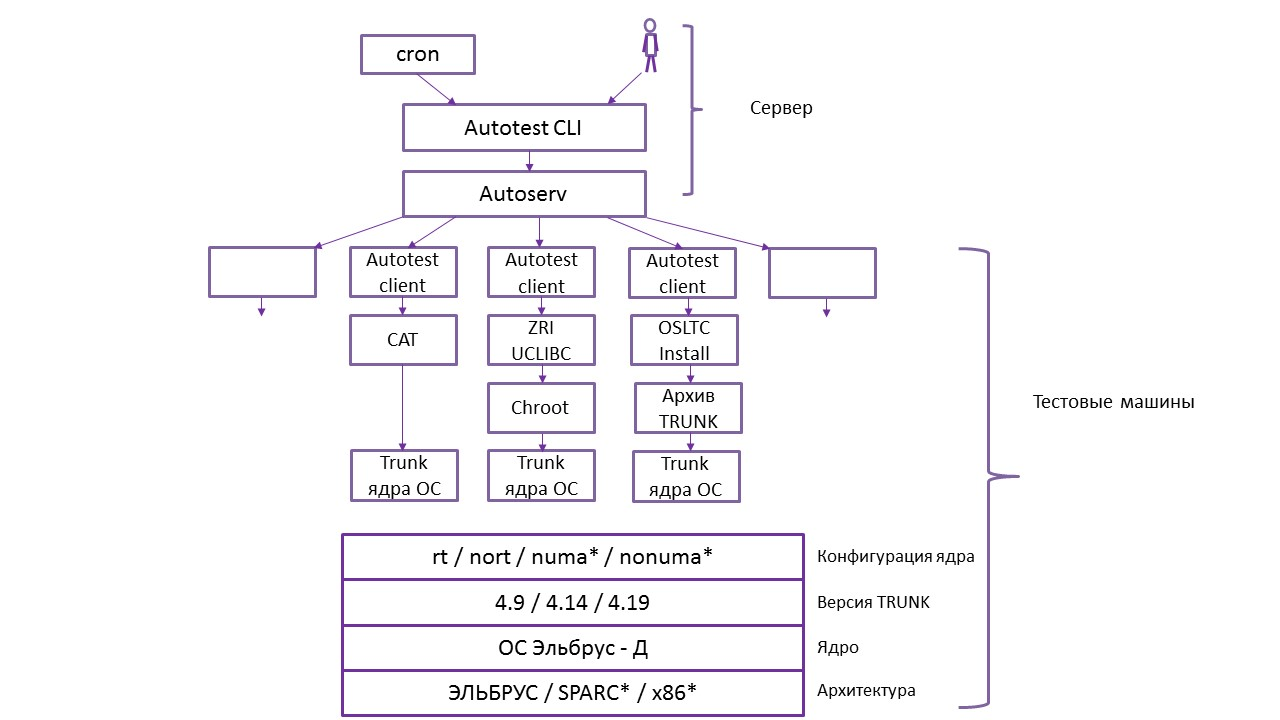 cron
Сервер
Autotest CLI
Autoserv
Autotest
client
Autotest
client
Autotest
client
CAT
ZRI
UCLIBC
OSLTC
Install
Chroot
Архив
TRUNK
Тестовые машины
Trunk
ядра ОС
Trunk
ядра ОС
Trunk
ядра ОС
rt / nort / numa* / nonuma*
Конфигурация ядра
4.9 / 4.14 / 4.19
Версия TRUNK
ОС Эльбрус - Д
Ядро
ЭЛЬБРУС / SPARC* / x86*
Архитектура